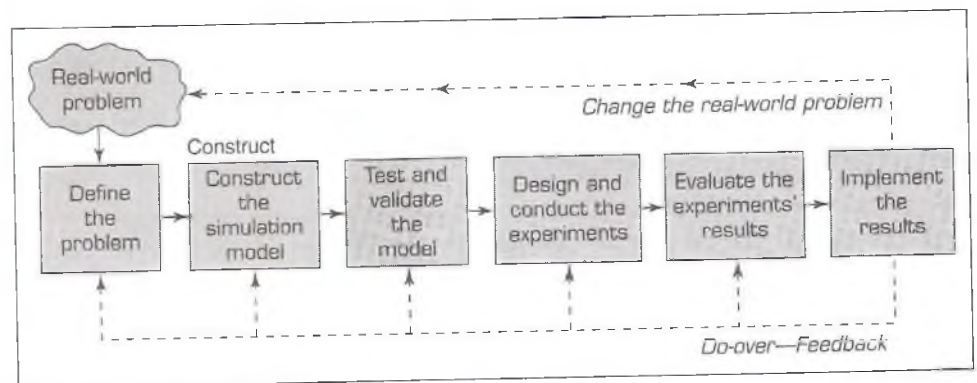 Real-world
problem
Change the real-world problem
Construct
Define
the
problem
Construct
the
simulation
model
Test and
validate
the
model
Design and
conduct the
experiments
Evaluate the
experiments'
results
Implement
the
results
Do-over—Feedback